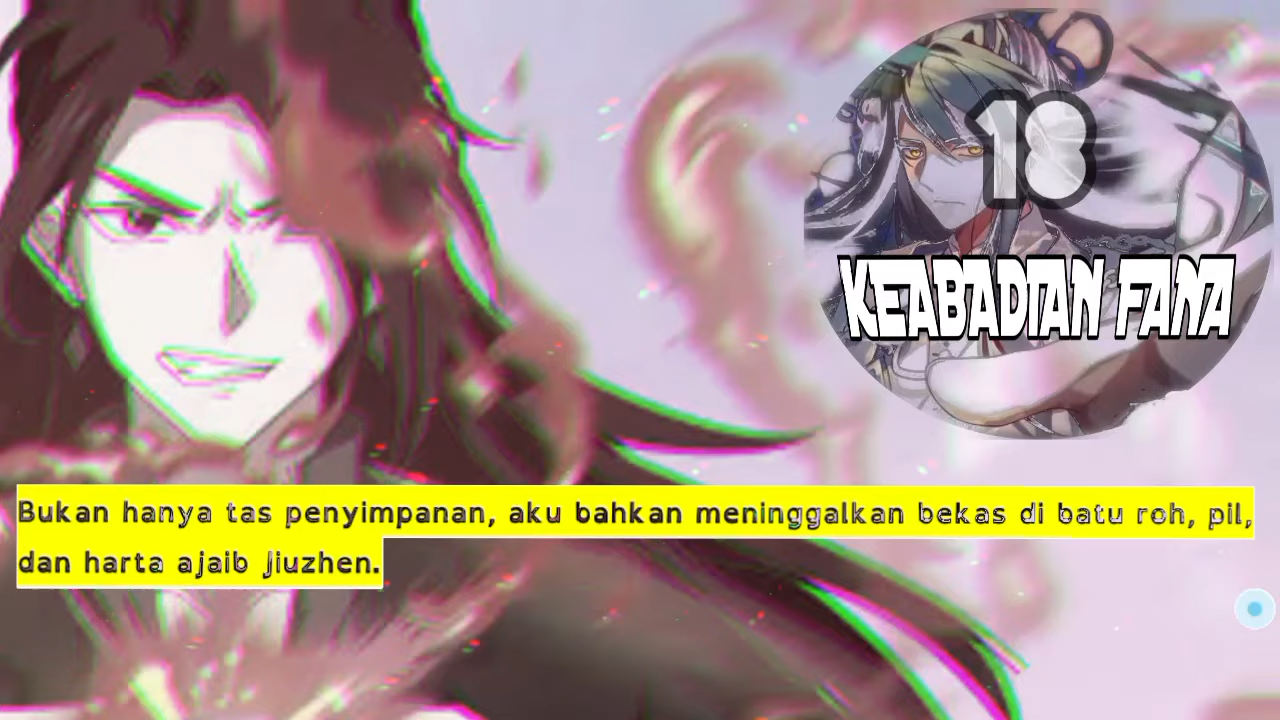 18
KEABADIAN FANA
Bukan hanya tas penyimpanan, aku bahkan meninggalkan bekas di batu roh, pil,
dan harta ajaib Jiuzhen.